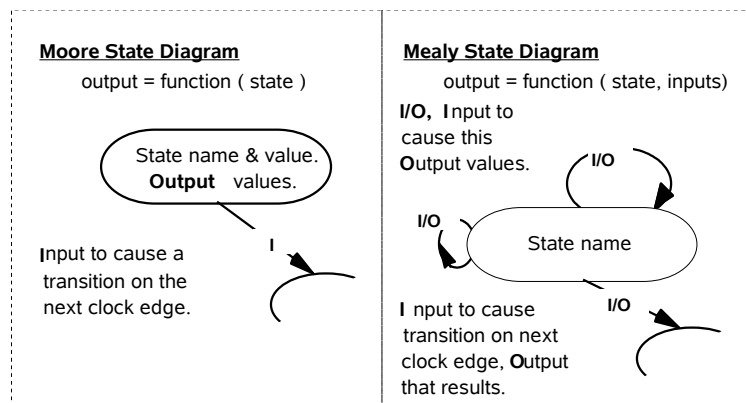 Moore State Diagram
output = function ( state )
State name & value.
Output values.
I
Input to cause a
transition on the
next clock edge.
Mealy State Diagram
output = function ( state, inputs)
I/O, Input to
cause this
Output values.
I/O
I/O
State name
I/O
I nput to cause
transition on next
clock edge, Output
that results.